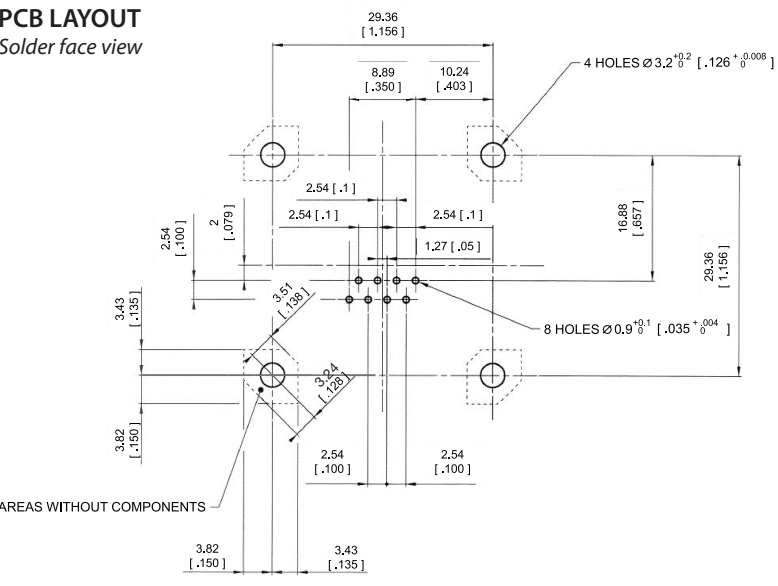 PCB LAYOUT
Solder face view
29.36
[ 1.156 ]
8.89
[ .350 ]
10.24
[ .403 ]
4 HOLES Ø 3.2 +0.2 0 [ .126 + 0.008 0 ]
2.54 [ .1 ]
2.54 [ .1 ]
2.54 [ .1 ]
1.27 [ .05 ]
2
[ .079 ]
2.54
[ .100 ]
16.88
[ .657 ]
29.36
[ 1.156 ]
3.43
[ .135 ]
3.51
[ .138 ]
8 HOLES Ø 0.9 +0.1 0 [ .035 + .004 0 ]
3.24
[ .128 ]
3.82
[ .150 ]
2.54
[ .100 ]
2.54
[ .100 ]
AREAS WITHOUT COMPONENTS
3.82
[ .150 ]
3.43
[ .135 ]